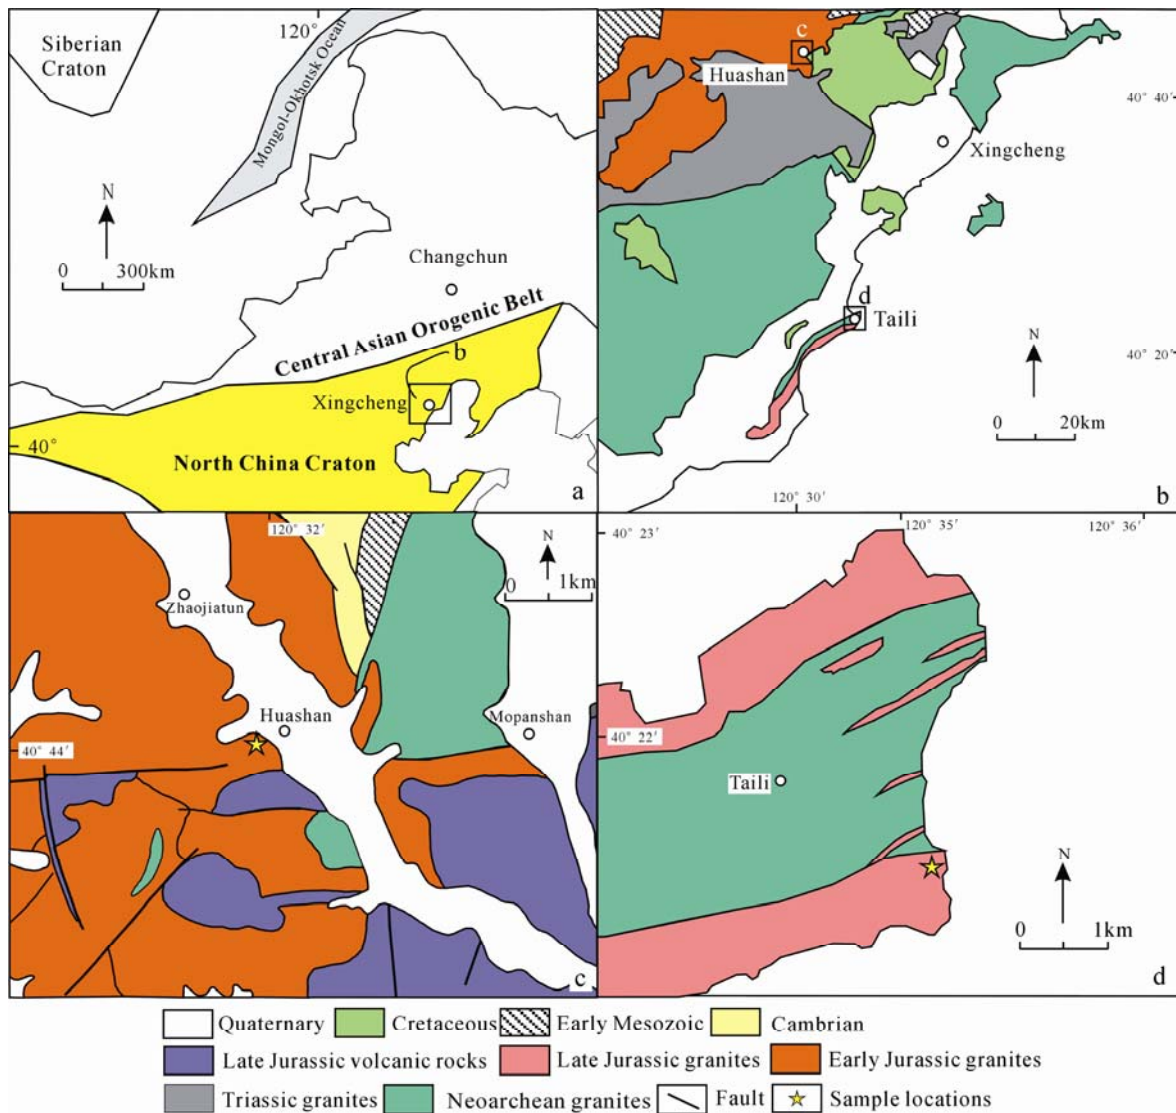 120°
Siberian
Craton
Mongol-Okhotsk Ocean
N
0 300km
Changchun
Central Asian Orogenic Belt
b
Xingcheng
40°
North China Craton
a
c
Huashan
40° 40′
Xingcheng
d
Taili
N
40° 20′
0 20km
120° 30′
b
120° 32′
N
0 1km
Zhaojiatun
Huashan
Mopanshan
40° 44′
c
40° 23′
120° 35′
120° 36′
40° 22′
Taili
N
0 1km
d
Quaternary Cretaceous Early Mesozoic Cambrian
Late Jurassic volcanic rocks Late Jurassic granites Early Jurassic granites
Triassic granites Neoarchean granites Fault Sample locations